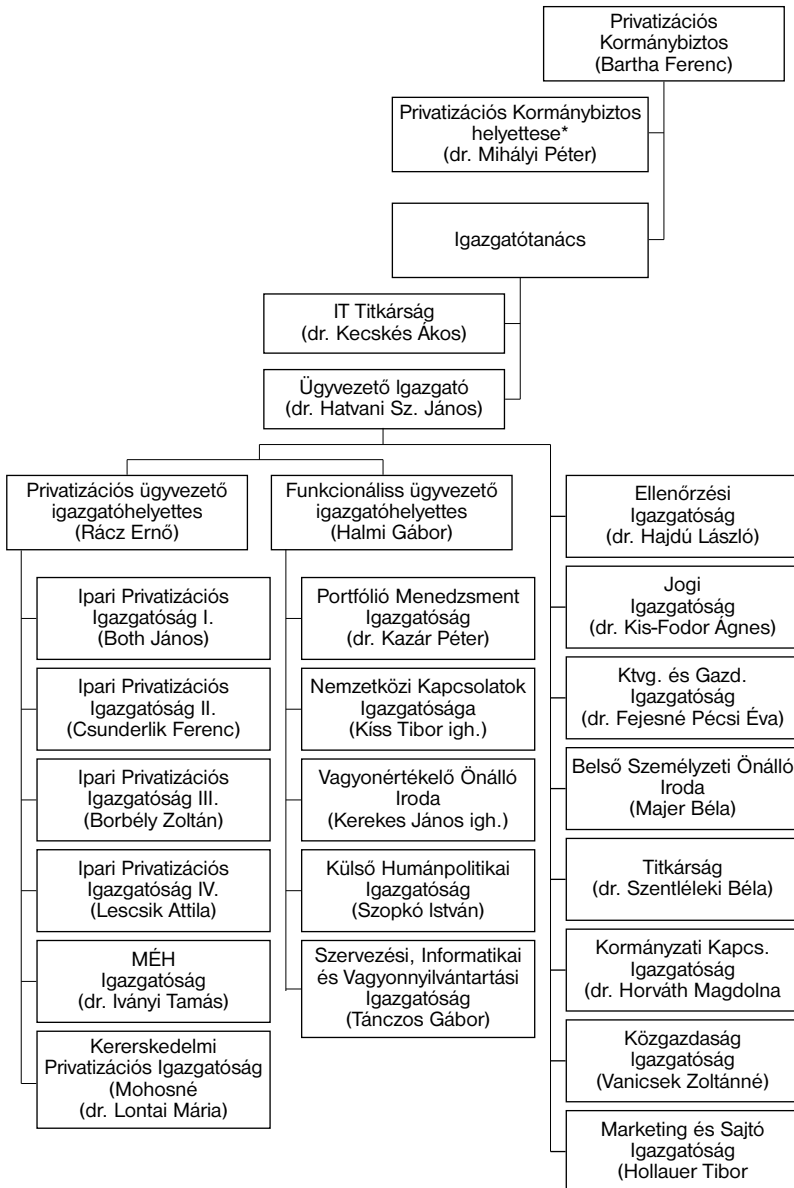 Privatizációs
Kormánybiztos
(Bartha Ferenc)
Privatizációs Kormánybiztos
helyettese*
(dr. Mihályi Péter)
Igazgatótanács
IT Titkárság
(dr. Kecskés Ákos)
Ügyvezető Igazgató
(dr. Hatvani Sz. János)
Privatizációs ügyvezető
igazgatóhelyettes
(Rácz Ernő)
Ipari Privatizációs
Igazgatóság I.
(Both János)
Ipari Privatizációs
Igazgatóság II.
(Csunderlik Ferenc)
Ipari Privatizációs
Igazgatóság III.
(Borbély Zoltán)
Ipari Privatizációs
Igazgatóság IV.
(Lescsik Attila)
MÉH
Igazgatóság
(dr. Iványi Tamás)
Kererskedelmi
Privatizációs Igazgatóság
(Mohosné
(dr. Lontai Mária)
Funkcionáliss ügyvezető
igazgatóhelyettes
(Halmi Gábor)
Portfólió Menedzsment
Igazgatóság
(dr. Kazár Péter)
Nemzetközi Kapcsolatok
Igazgatósága
(Kiss Tibor igh.)
Vagyonértékelő Önálló
Iroda
(Kerekes János igh.)
Külső Humánpolitikai
Igazgatóság
(Szopkó István)
Szervezési, Informatikai
és Vagyonnyilvántartási
Igazgatóság
(Tánczos Gábor)
Ellenőrzési
Igazgatóság
(dr. Hajdú László)
Jogi
Igazgatóság
(dr. Kis-Fodor Ágnes)
Ktvg. és Gazd.
Igazgatóság
(dr. Fejesné Pécsi Éva)
Belső Személyzeti Önálló
Iroda
(Majer Béla)
Titkárság
(dr. Szentléleki Béla)
Kormányzati Kapcs.
Igazgatóság
(dr. Horváth Magdolna
Közgazdaság
Igazgatóság
(Vanicsek Zoltánné)
Marketing és Sajtó
Igazgatóság
(Hollauer Tibor